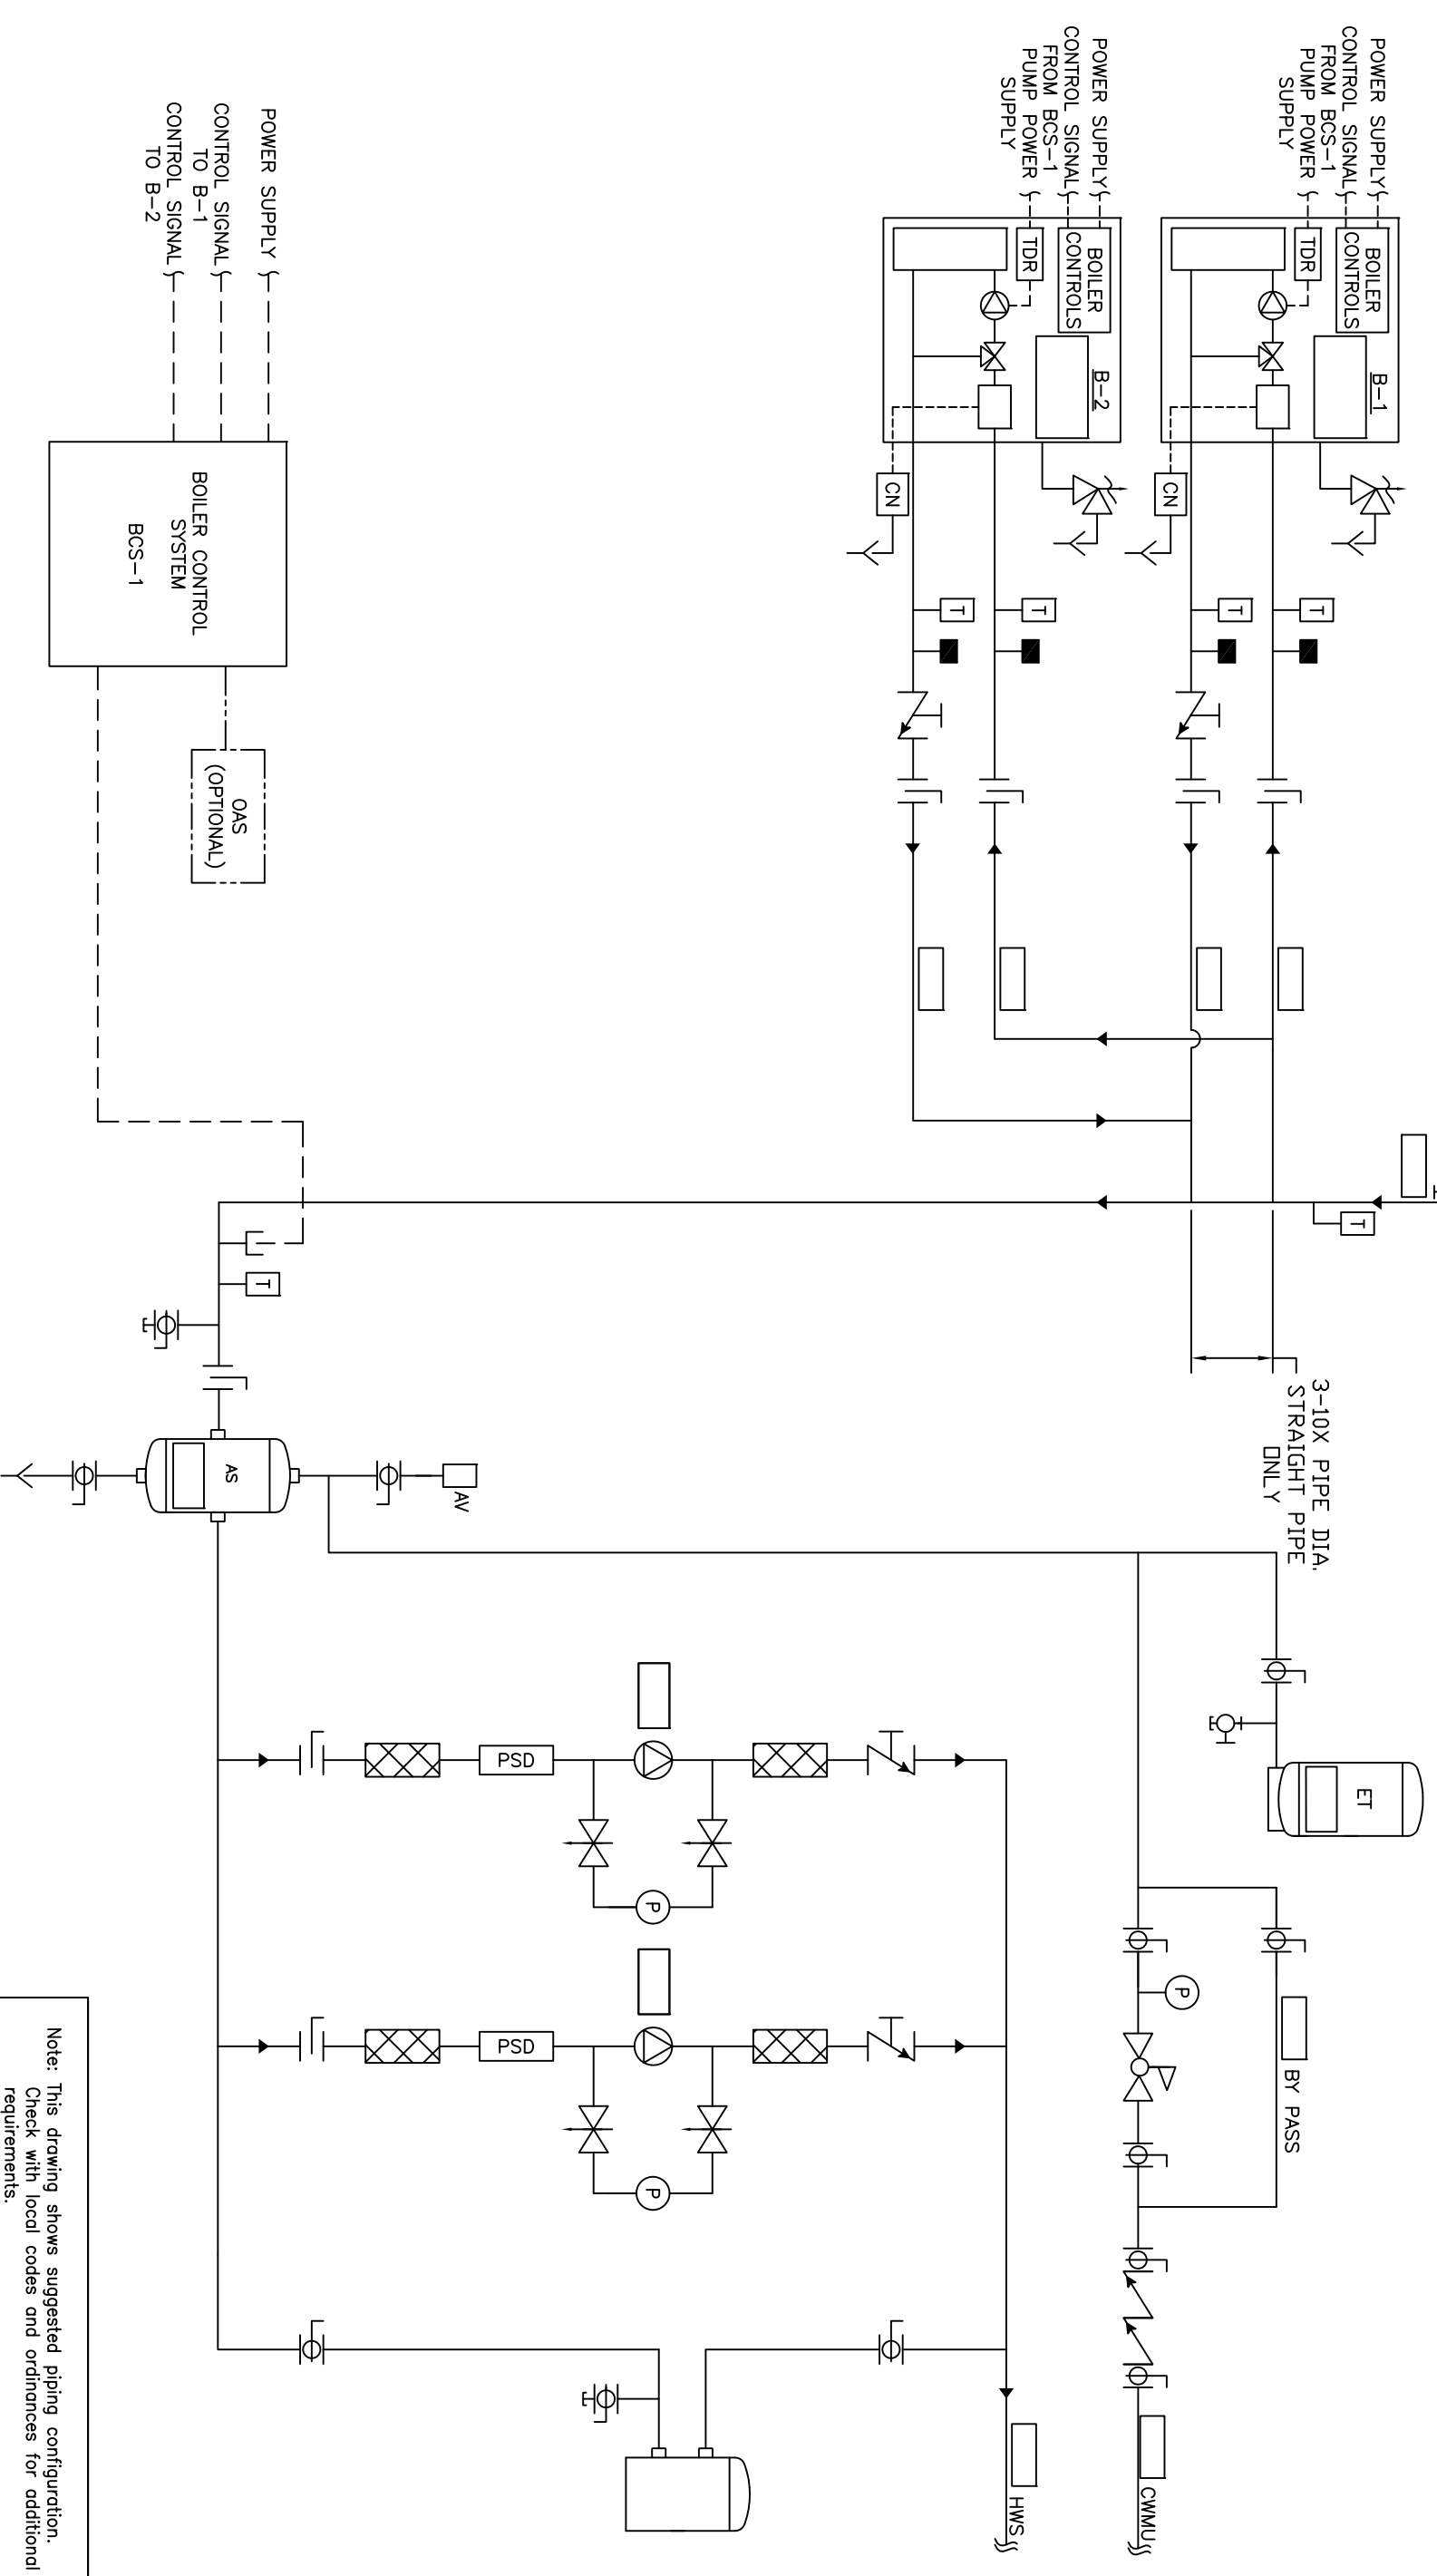 POWER SUPPLY
CONTROL SIGNAL
FROM BCS-1
PUMP POWER
SUPPLY
BOILER
CONTROLS
TDR
B-1
CN
T
T
POWER SUPPLY
CONTROL SIGNAL
FROM BCS-1
PUMP POWER
SUPPLY
BOILER
CONTROLS
TDR
B-2
CN
T
T
POWER SUPPLY
CONTROL SIGNAL
TO B-1
CONTROL SIGNAL
TO B-2
BOILER CONTROL
SYSTEM
BCS-1
OAS
(OPTIONAL)
T
T
3-10X PIPE DIA.
STRAIGHT PIPE
ONLY
AS
AV
ET
PSD
P
PSD
P
P
BY PASS
HWS
CWMU
Note: This drawing shows suggested piping configuration.
Check with local codes and ordinances for additional
requirements.